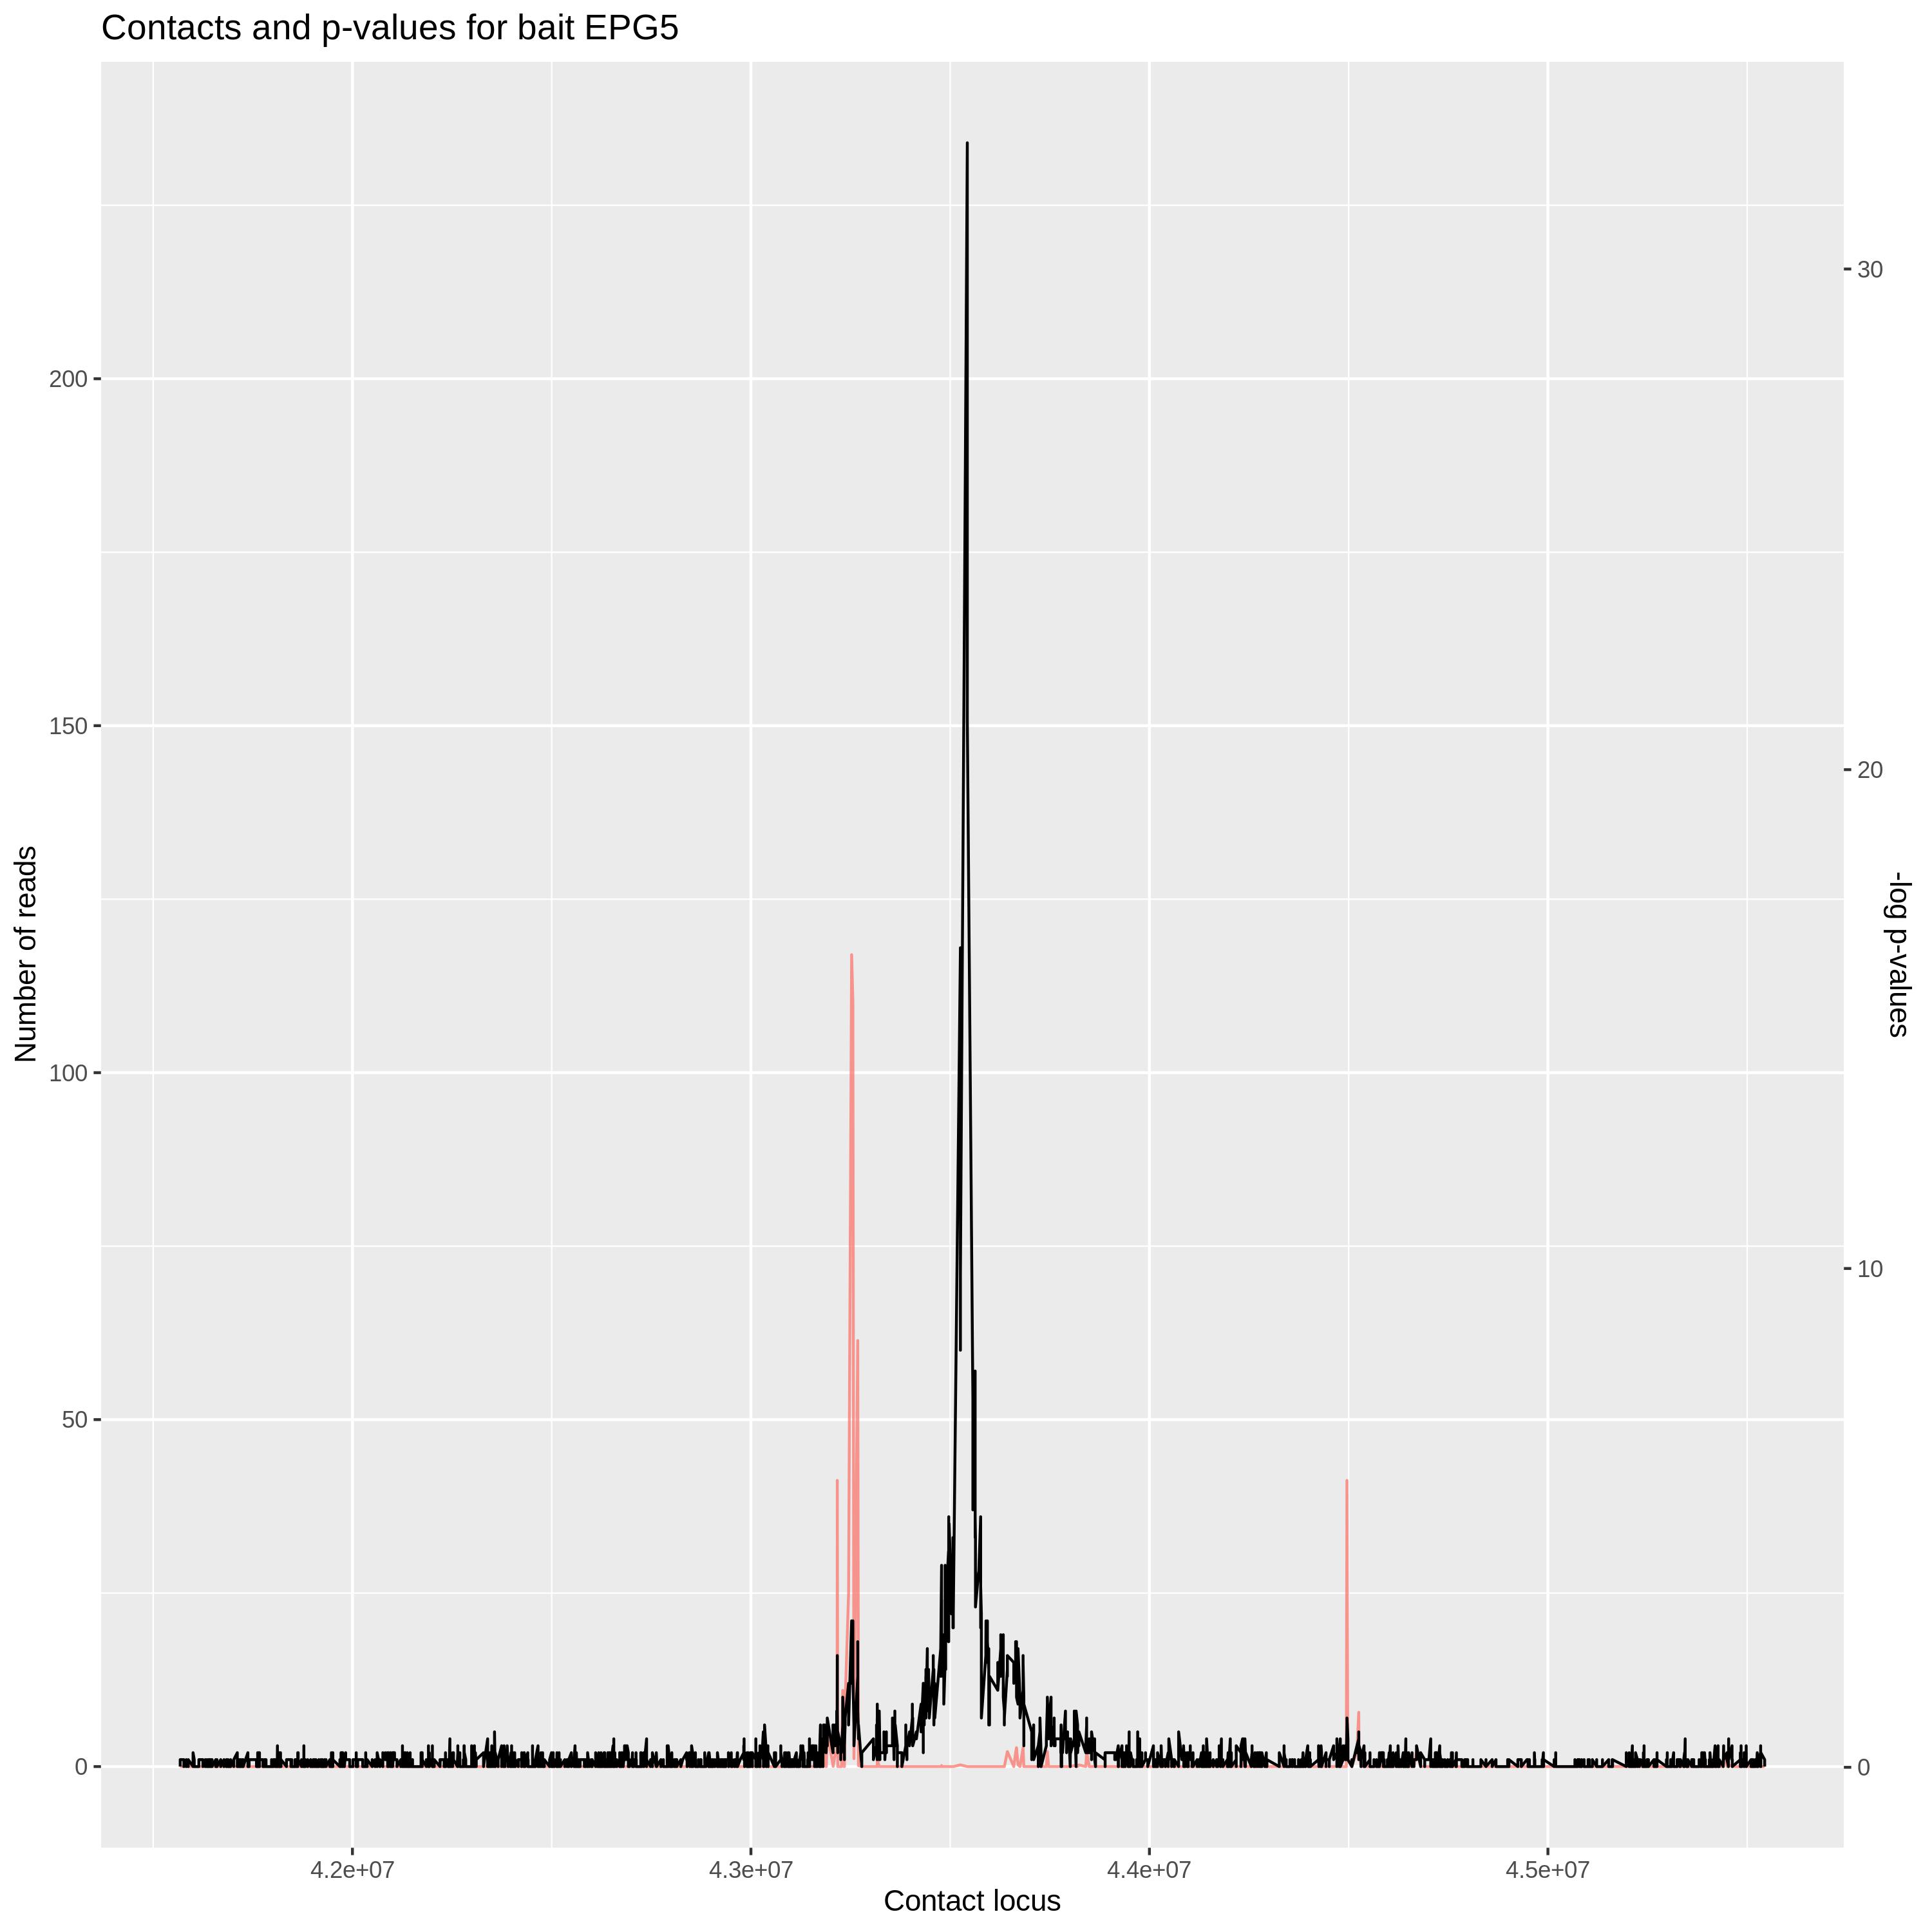 Contacts and p-values for bait EPG5
Number of reads
200
150
100
50
0
30
20
10
0
-log p-values
4.2e+07
4.3e+07
4.4e+07
4.5e+07
Contact locus